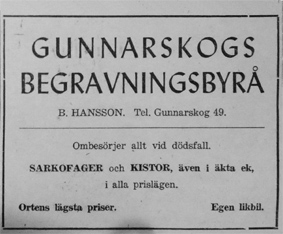 GUNNARSKOGS
BEGRAVNINGSBYRÅ
B. HANSSON. Tel. Gunnarskog 49.
Ombesörjer allt vid dödsfall.
SARKOFAGER och KISTOR, även i äkta ek,
i alla prislägen.
Ortens lägsta priser. Egen likbil.